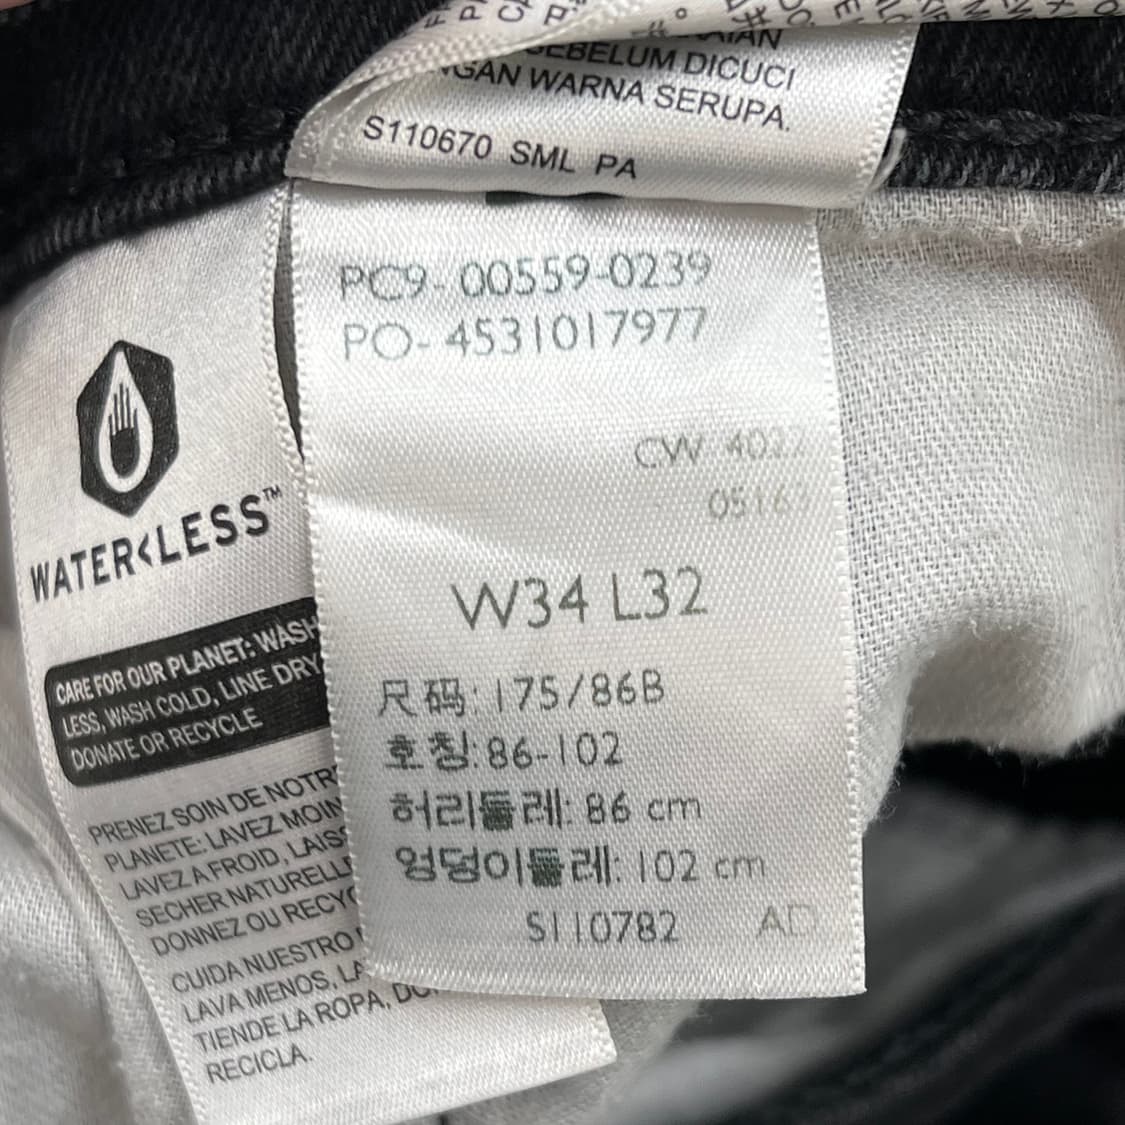 SEBELUM DICUCI
WARNA SERUPA.
S110670 SML PA
PC9-00559-0239
PO-4531017977
CW 402
0516
W34 L32
尺码: 175/86B
호칭:86-102
허리둘레: 86 cm
엉덩이둘레: 102 cm
S110782 AD
WATER<LESS™
CARE FOR OUR PLANET: WASH
LESS, WASH COLD, LINE DRY
DONATE OR RECYCLE
PRENEZ SOIN DE NOTR
PLANETE: LAVEZ MOIN
LAVEZ A FROID, LAISS
SECHER NATURELL
DONNEZ OU RECYC
CUIDA NUESTRO
LAVA MENOS, LA
TIENDE LA ROPA, DO
RECICLA.